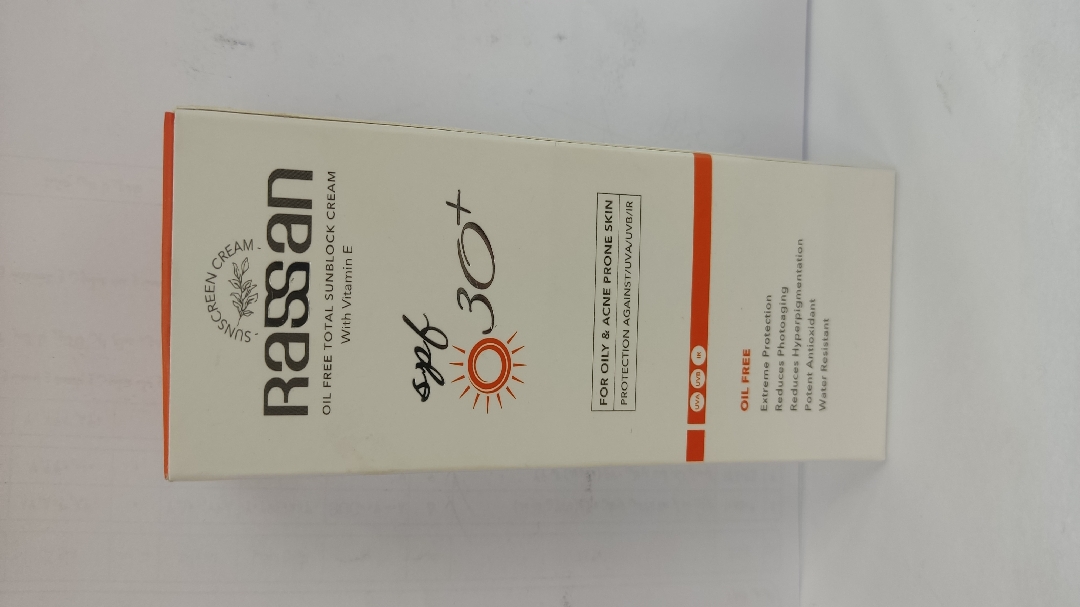 SUNSCREEN CREAM
Rassan
OIL FREE TOTAL SUNBLOCK CREAM
With Vitamin E
spf
30+
FOR OILY & ACNE PRONE SKIN
PROTECTION AGAINST/UVA/UVB/IR
UVA UVB IR
OIL FREE
Extreme Protection
Reduces Photoaging
Reduces Hyperpigmentation
Potent Antioxidant
Water Resistant